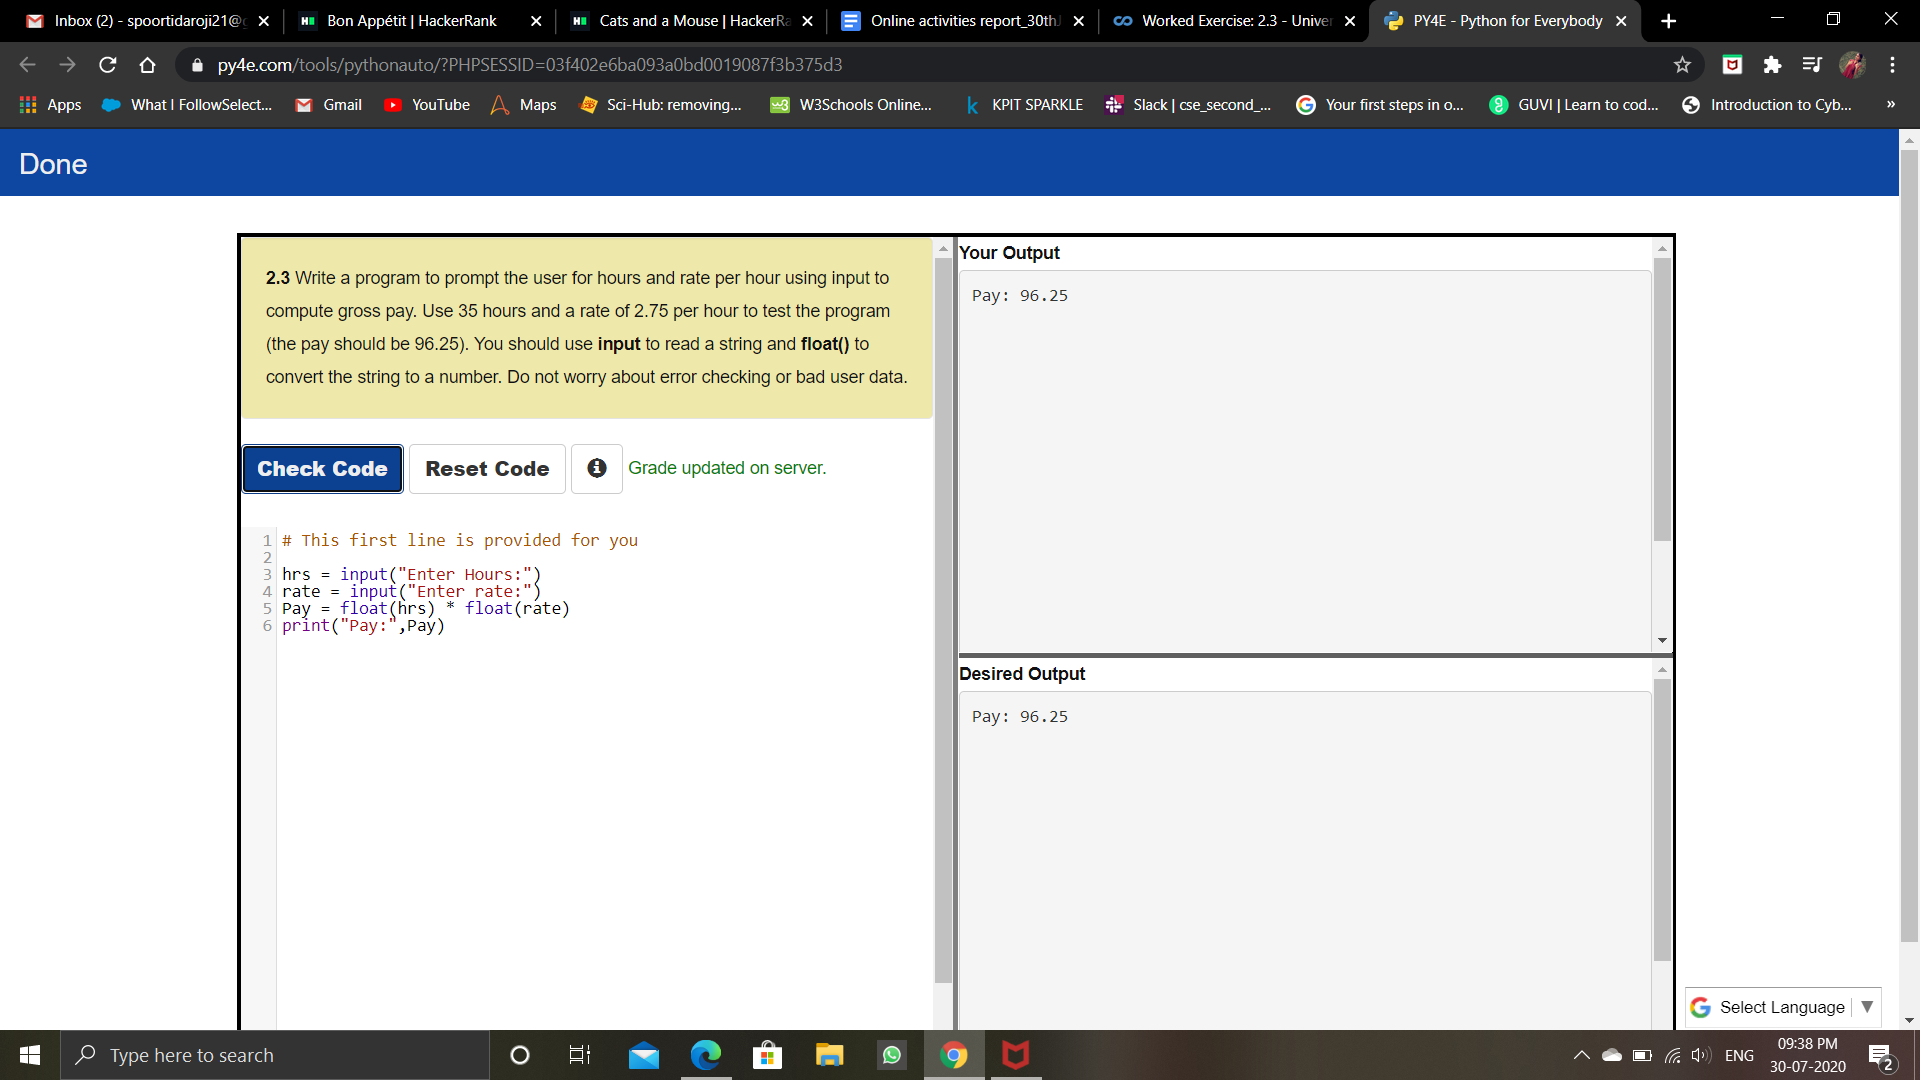 Inbox (2) - spoortidaroji21@g
Bon Appétit | HackerRank
Cats and a Mouse | HackerRa
Online activities report_30thJ
Worked Exercise: 2.3 - Univer
PY4E - Python for Everybody
py4e.com/tools/pythonauto/?PHPSESSID=03f402e6ba093a0bd0019087f3b375d3
Apps
What I FollowSelect...
Gmail
YouTube
Maps
Sci-Hub: removing...
W3Schools Online...
KPIT SPARKLE
Slack | cse_second_...
Your first steps in o...
GUVI | Learn to cod...
Introduction to Cyb...
»
Done
2.3 Write a program to prompt the user for hours and rate per hour using input to
compute gross pay. Use 35 hours and a rate of 2.75 per hour to test the program
(the pay should be 96.25). You should use input to read a string and float() to
convert the string to a number. Do not worry about error checking or bad user data.
Check Code
Reset Code
Grade updated on server.
1 # This first line is provided for you
2
3 hrs = input("Enter Hours:")
4 rate = input("Enter rate:")
5 Pay = float(hrs) * float(rate)
6 print("Pay:",Pay)
Your Output
Pay: 96.25
Desired Output
Pay: 96.25
Select Language
Type here to search
ENG
09:38 PM
30-07-2020
2